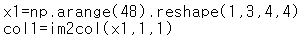 x1=np.arange(48).reshape(1,3,4,4)
col1=im2col(x1,1,1)